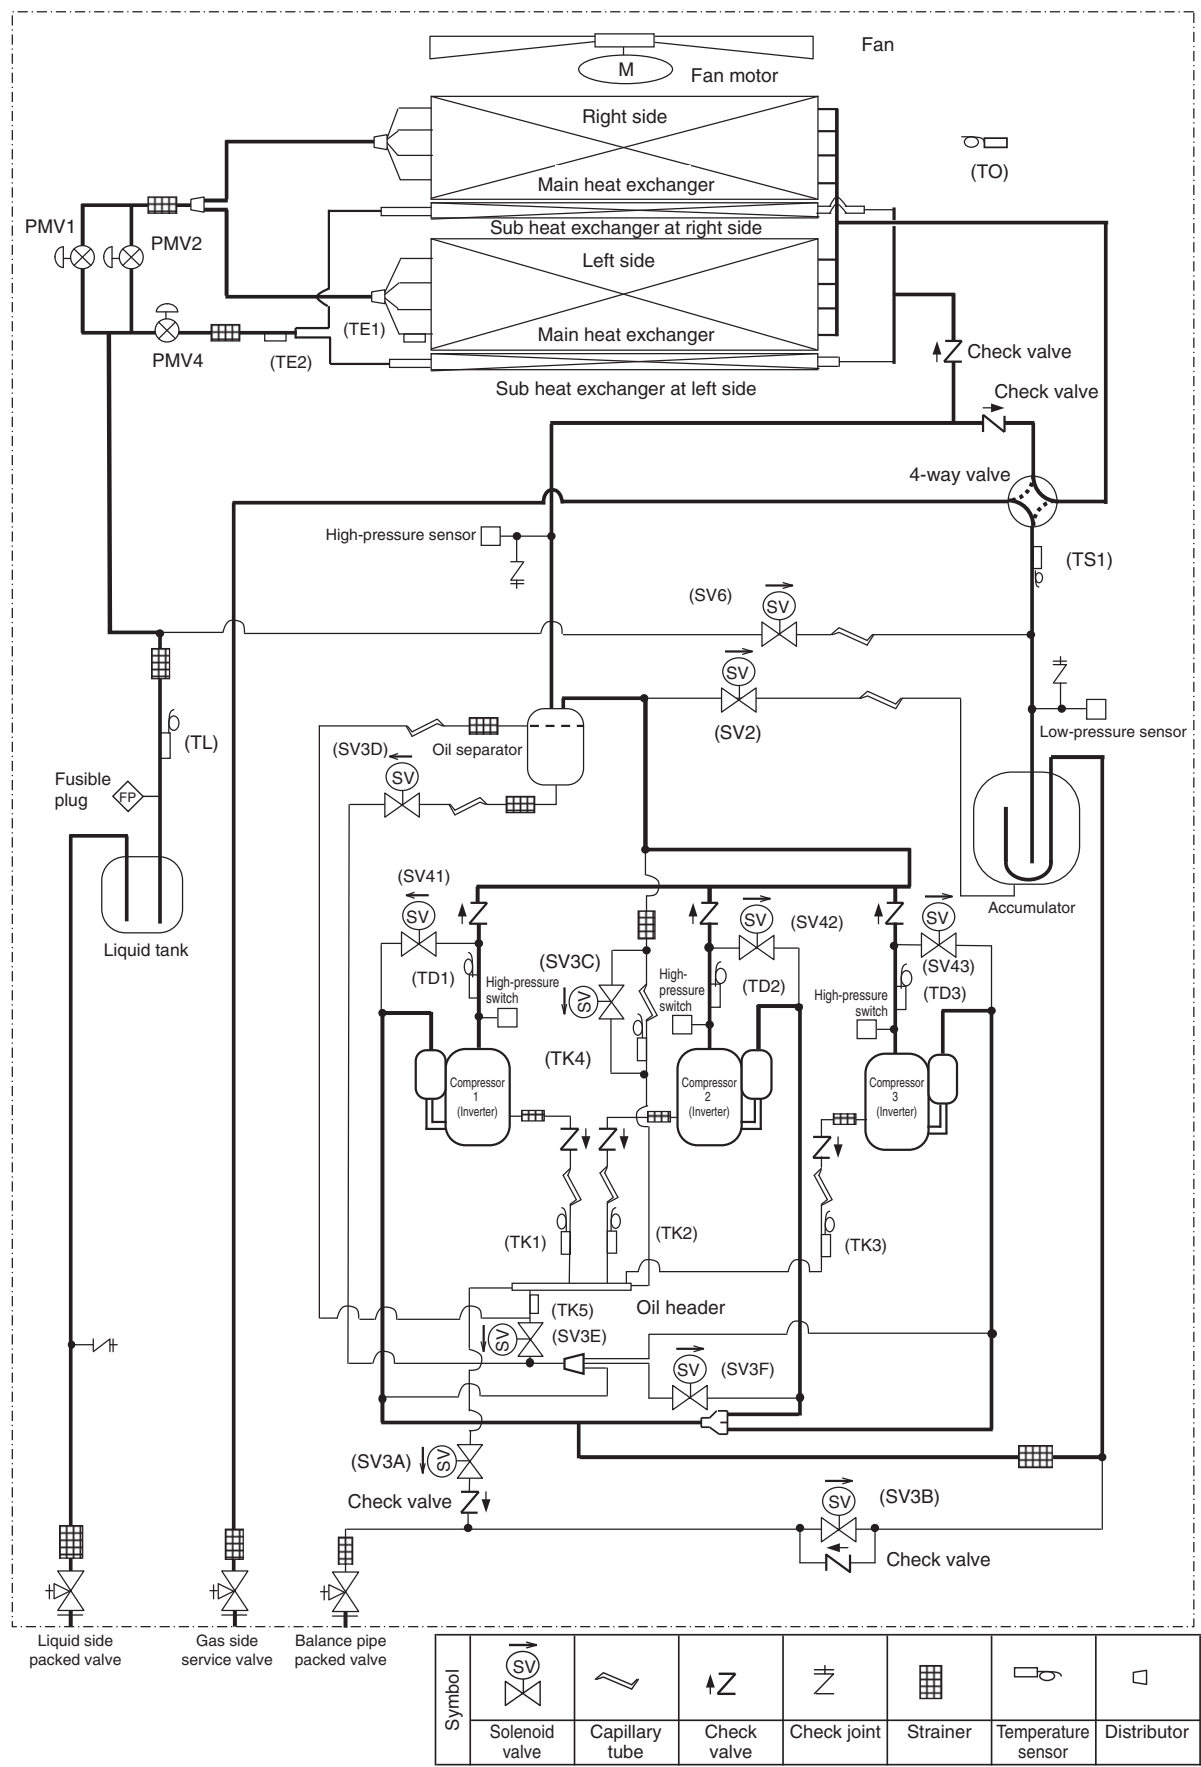 Fan
M
Fan motor
Right side
(TO)
Main heat exchanger
PMV1
PMV2
Sub heat exchanger at right side
Left side
(TE1)
Main heat exchanger
PMV4
(TE2)
Check valve
Sub heat exchanger at left side
Check valve
4-way valve
High-pressure sensor
(TS1)
(SV6)
SV
SV
(SV2)
(TL)
(SV3D)
Oil separator
Low-pressure sensor
SV
Fusible
plug
FP
Liquid tank
Accumulator
(SV41)
SV
SV
(SV42)
SV
(SV43)
(SV3C)
SV
(TD1)
High-pressure
switch
High-
pressure
switch
(TD2)
(TD3)
High-pressure
switch
(TK4)
Compressor
1
(Inverter)
Compressor
2
(Inverter)
Compressor
3
(Inverter)
(TK1)
(TK2)
(TK3)
Oil header
(TK5)
SV
(SV3E)
SV
(SV3F)
(SV3A)
SV
Check valve
SV
(SV3B)
Check valve
Liquid side
packed valve
Gas side
service valve
Balance pipe
packed valve
Symbol
SV
Solenoid
valve
Capillary
tube
Check
valve
Check joint
Strainer
Temperature
sensor
Distributor